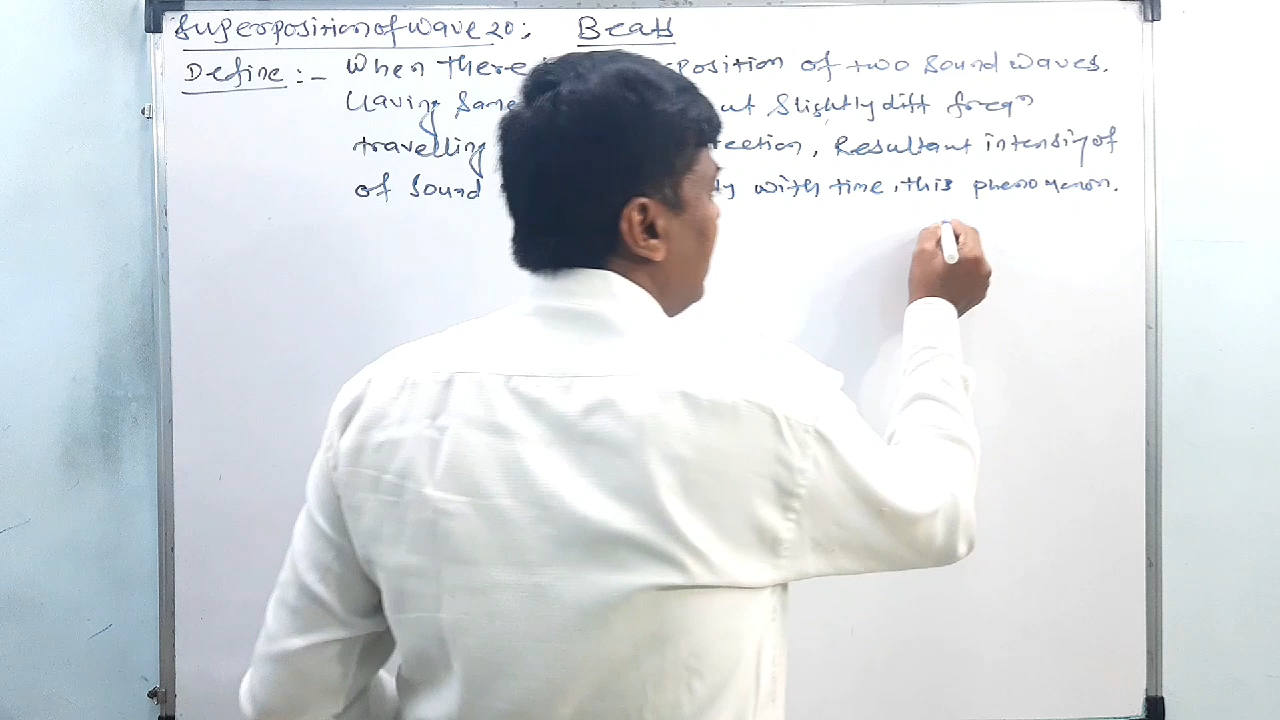 Superposition of wave 20; Beats
Define :- When there position of two Sound waves.
Having Same ut Slightly diff freqn
travelling rection, Resultant intensity of
of Sound ly with time, this phenomenon.